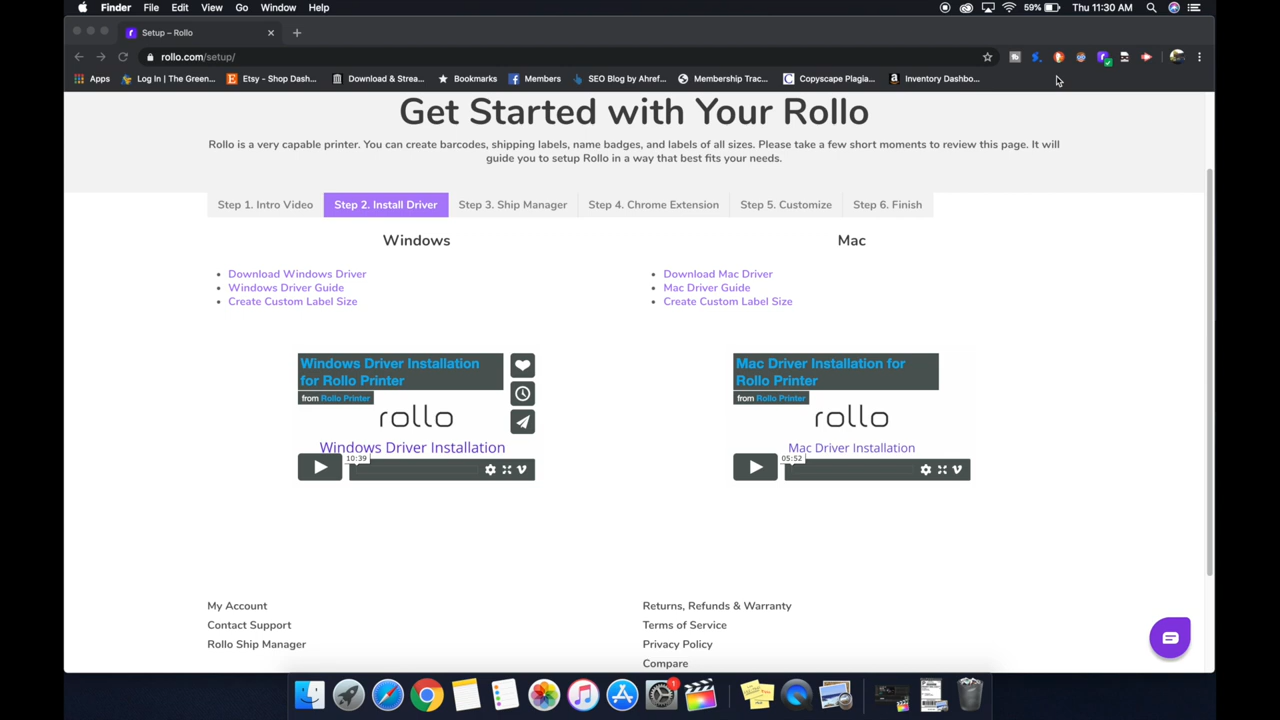 Finder File Edit View Go Window Help 59% Thu 11:30 AM
Setup – Rollo
rollo.com/setup/
Apps Log In | The Green... Etsy - Shop Dash... Download & Strea... Bookmarks Members SEO Blog by Ahref... Membership Trac... Copyscape Plagia... Inventory Dashbo...
Get Started with Your Rollo
Rollo is a very capable printer. You can create barcodes, shipping labels, name badges, and labels of all sizes. Please take a few short moments to review this page. It will
guide you to setup Rollo in a way that best fits your needs.
Step 1. Intro Video Step 2. Install Driver Step 3. Ship Manager Step 4. Chrome Extension Step 5. Customize Step 6. Finish
Windows Mac
Download Windows Driver Download Mac Driver
Windows Driver Guide Mac Driver Guide
Create Custom Label Size Create Custom Label Size
Windows Driver Installation
for Rollo Printer
from Rollo Printer
rollo
Windows Driver Installation
10:39
Mac Driver Installation for
Rollo Printer
from Rollo Printer
rollo
Mac Driver Installation
05:52
My Account Returns, Refunds & Warranty
Contact Support Terms of Service
Rollo Ship Manager Privacy Policy
Compare
1